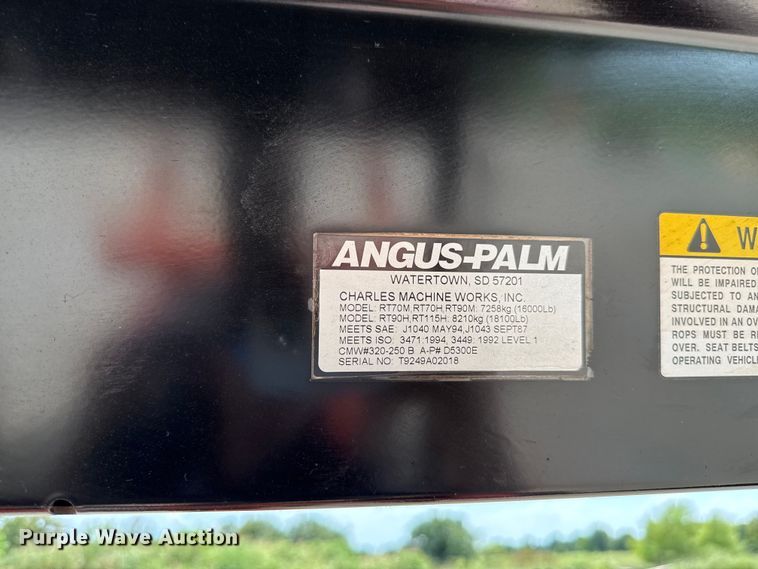 ANGUS-PALM
WATERTOWN, SD 57201
CHARLES MACHINE WORKS, INC.
MODEL: RT70M, RT70H, RT90M: 7258kg (16000Lb)
MODEL: RT90H, RT115H: 8210kg (18100Lb)
MEETS SAE: J1040 MAY94, J1043 SEPT87
MEETS ISO: 3471:1994, 3449: 1992 LEVEL 1
CMW#320-250 B A-P# D5300E
SERIAL NO: T9249A02018
W
THE PROTECTION O
WILL BE IMPAIRED
SUBJECTED TO AN
STRUCTURAL DAMA
INVOLVED IN AN OV
ROPS MUST BE RE
OVER. SEAT BELTS
OPERATING VEHICL
Purple Wave Auction